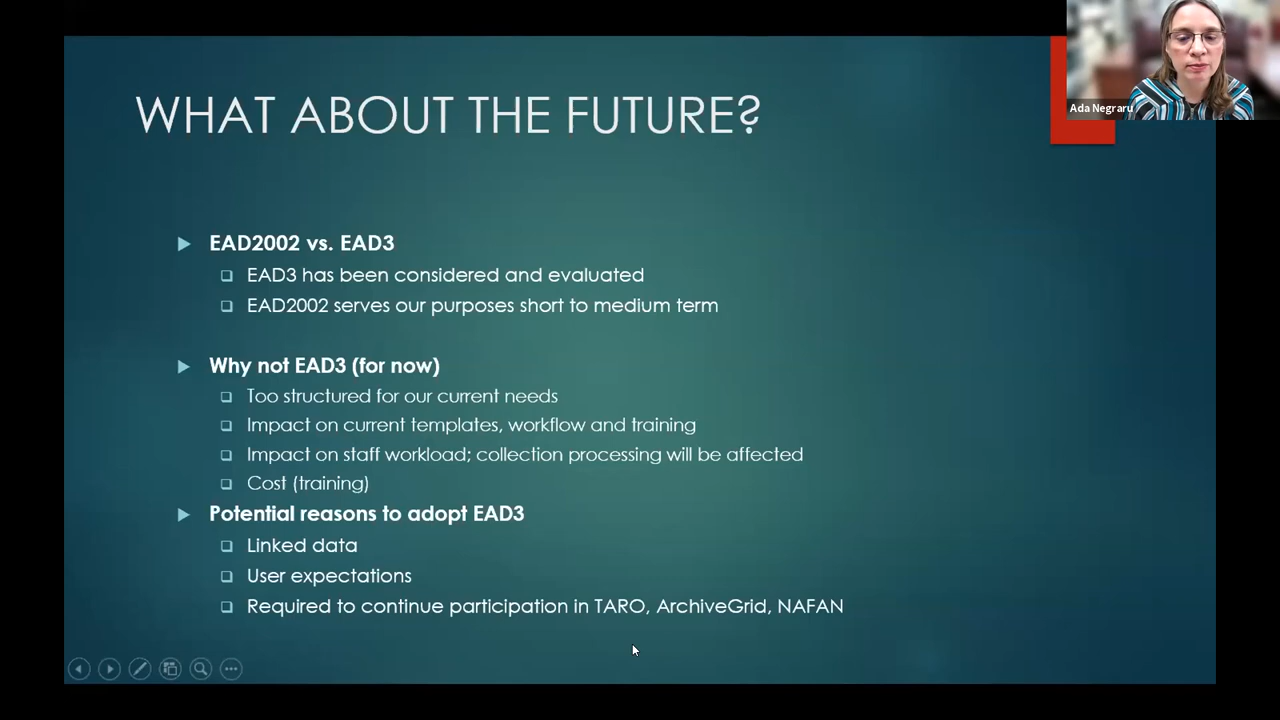 Ada Negraru
WHAT ABOUT THE FUTURE?
EAD2002 vs. EAD3
EAD3 has been considered and evaluated
EAD2002 serves our purposes short to medium term
Why not EAD3 (for now)
Too structured for our current needs
Impact on current templates, workflow and training
Impact on staff workload; collection processing will be affected
Cost (training)
Potential reasons to adopt EAD3
Linked data
User expectations
Required to continue participation in TARO, ArchiveGrid, NAFAN